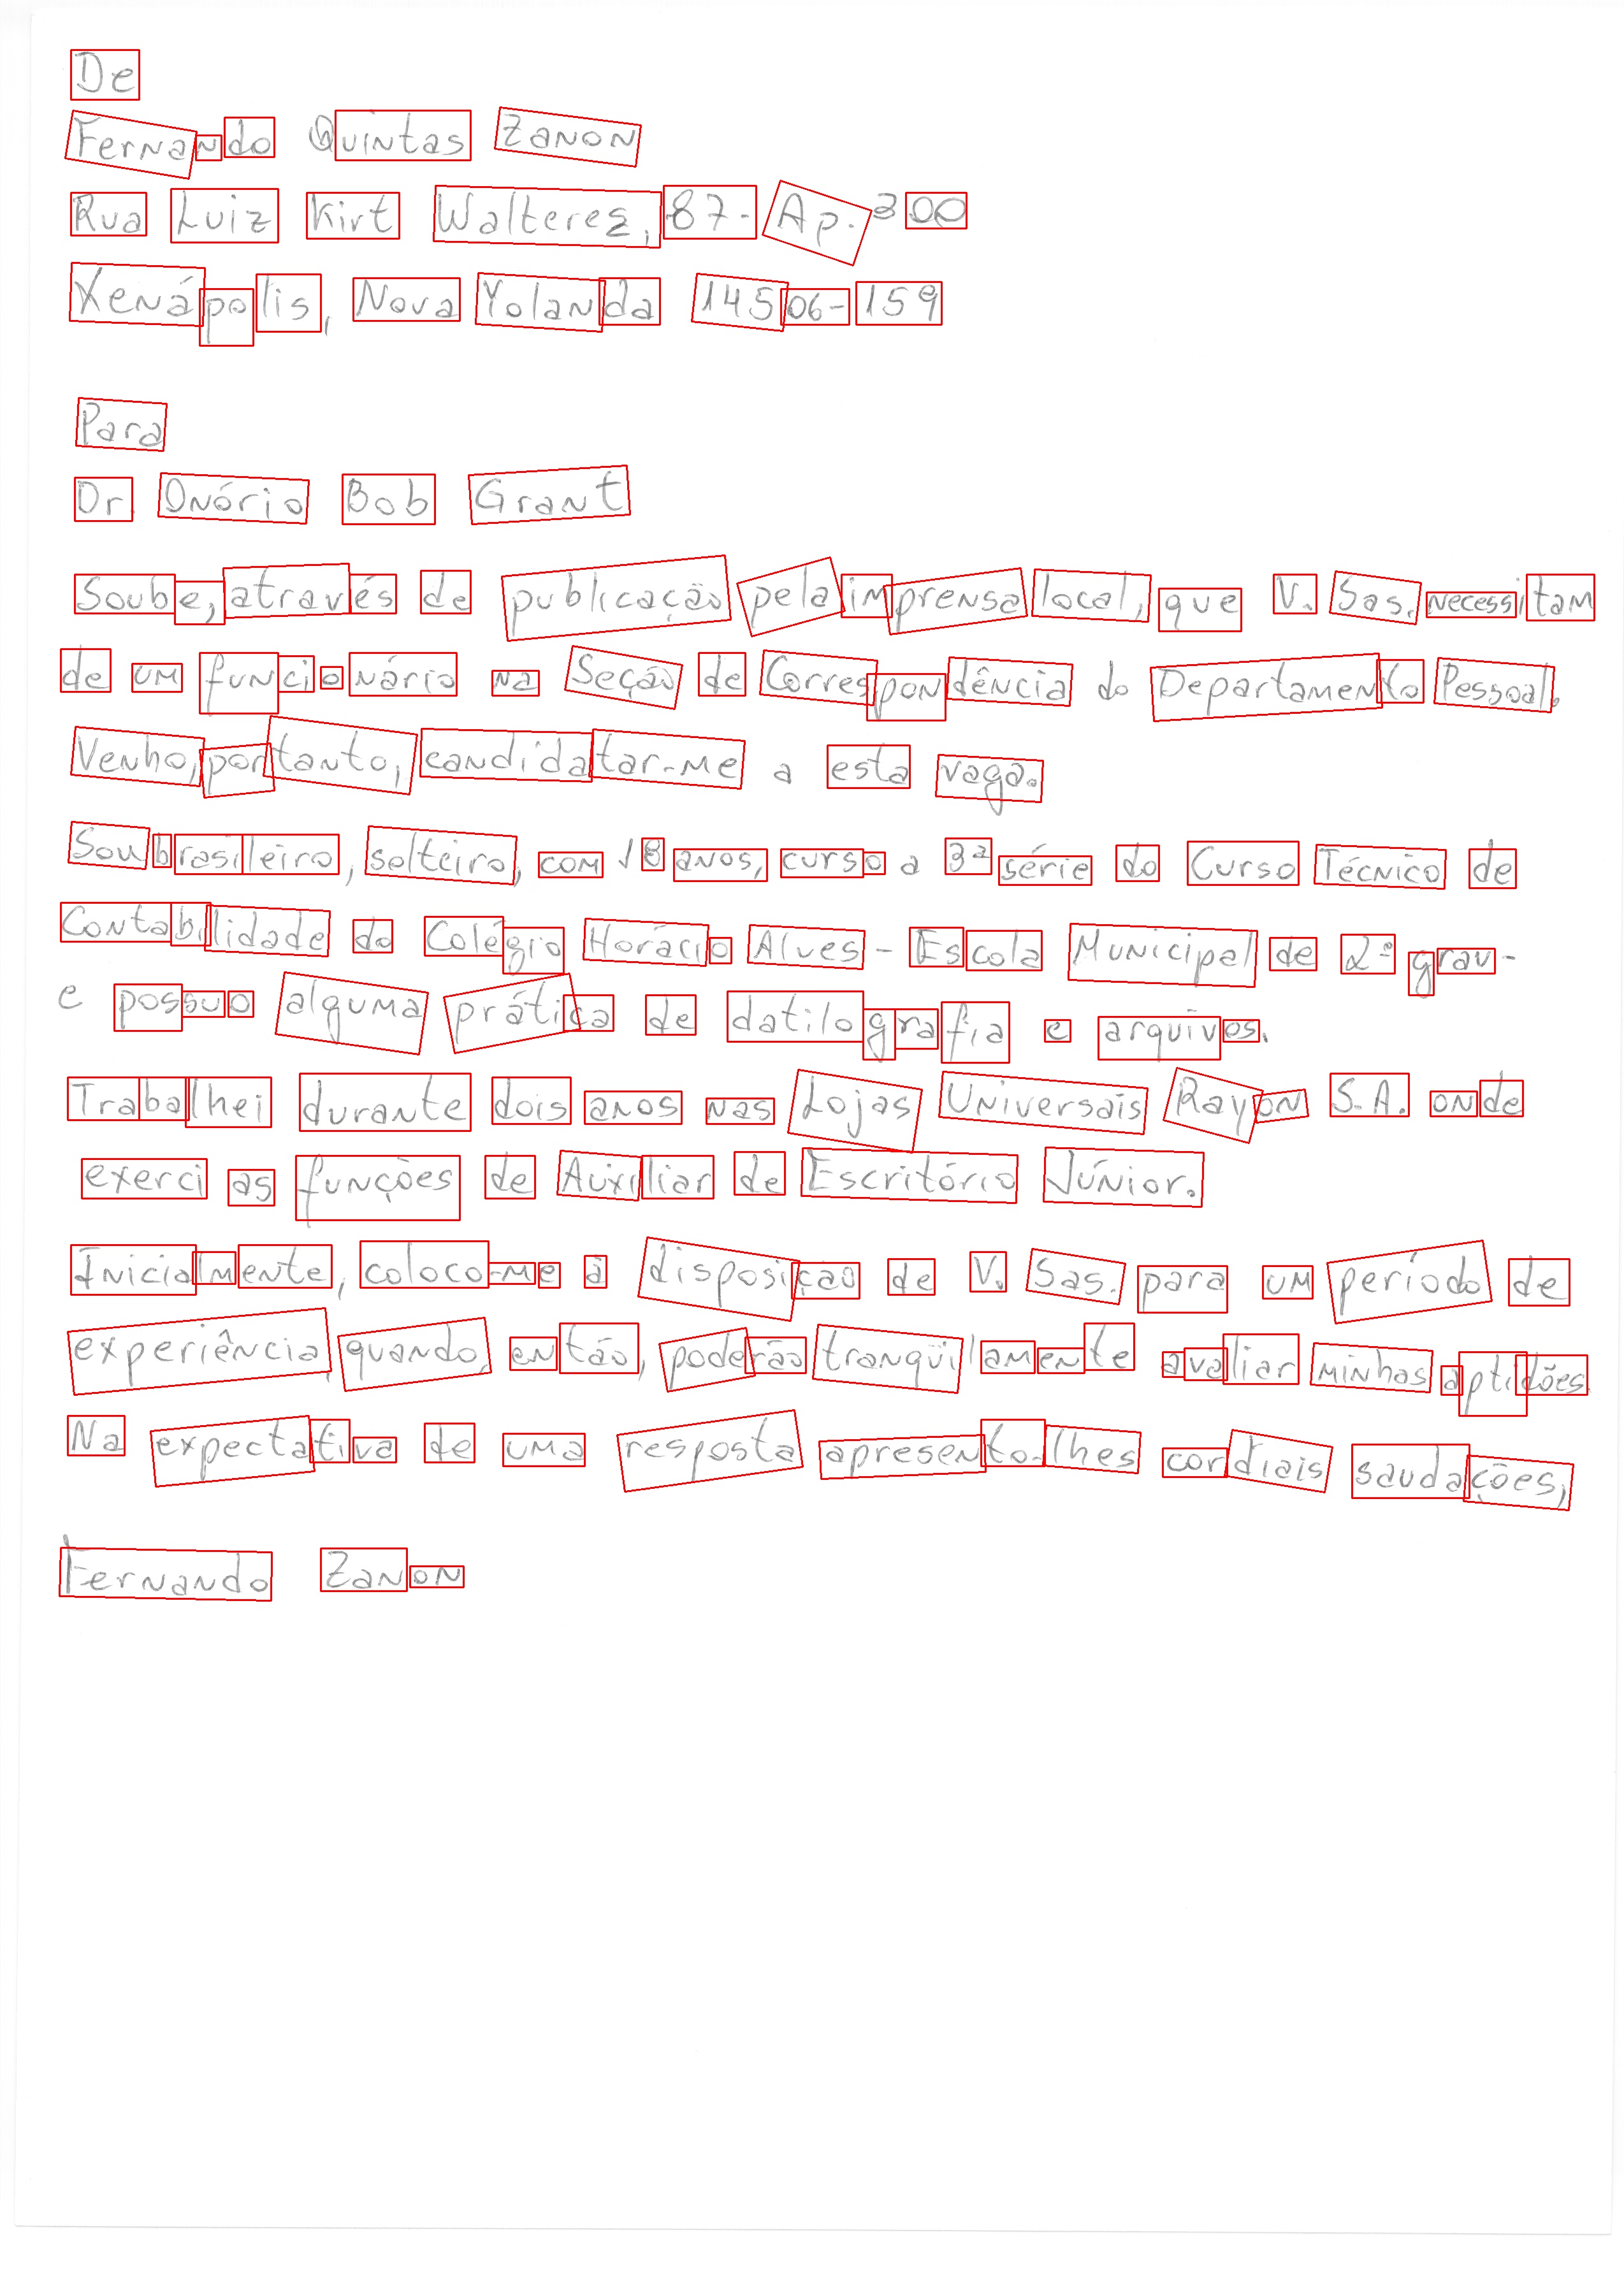 De
Fernando Quintas Zanon
Rua Luiz Kirt Walteres, 87- Ap. 300
Xenápolis, Nova Yolanda 14506-159
Para
Dr. Onório Bob Grant
Soube, através de publicação pela imprensa local, que V. Sas. necessitam
de um funcionário na Seção de Correspondência do Departamento Pessoal.
Venho, portanto, candidatar-me a esta vaga.
Sou brasileiro, solteiro, com 18 anos, curso a 3ª série do Curso Técnico de
Contabilidade do Colégio Horácio Alves - Escola Municipal de 2º grau -
e possuo alguma prática de datilografia e arquivos.
Trabalhei durante dois anos nas Lojas Universais Rayon S.A. onde
exerci as funções de Auxiliar de Escritório Júnior.
Inicialmente, coloco-me à disposição de V. Sas. para um período de
experiência, quando, então, poderão tranqüilamente avaliar minhas aptidões.
Na expectativa de uma resposta apresento-lhes cordiais saudações,
Fernando Zanon